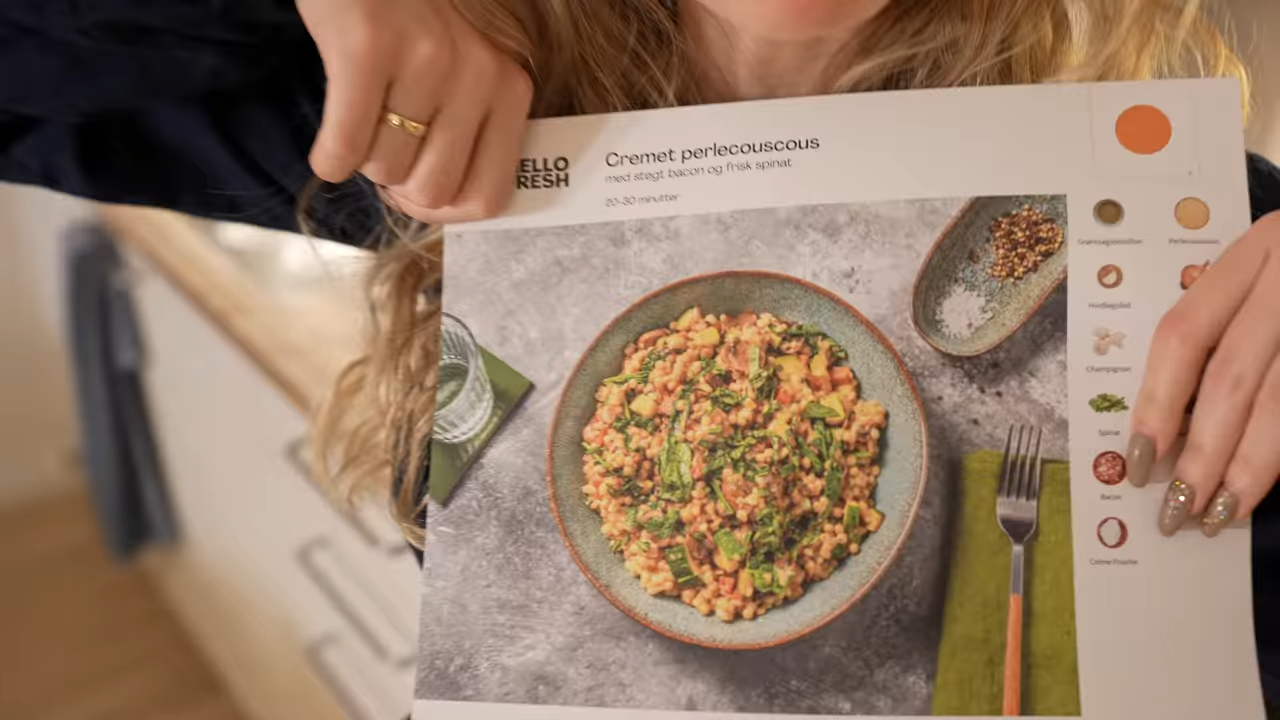 ELLO
RESH
Cremet perlecouscous
med stegt bacon og frisk spinat
20-30 minutter
Grøntsagsbouillon
Hvidløgsfed
Champignon
Spinat
Bacon
Crème Fraiche